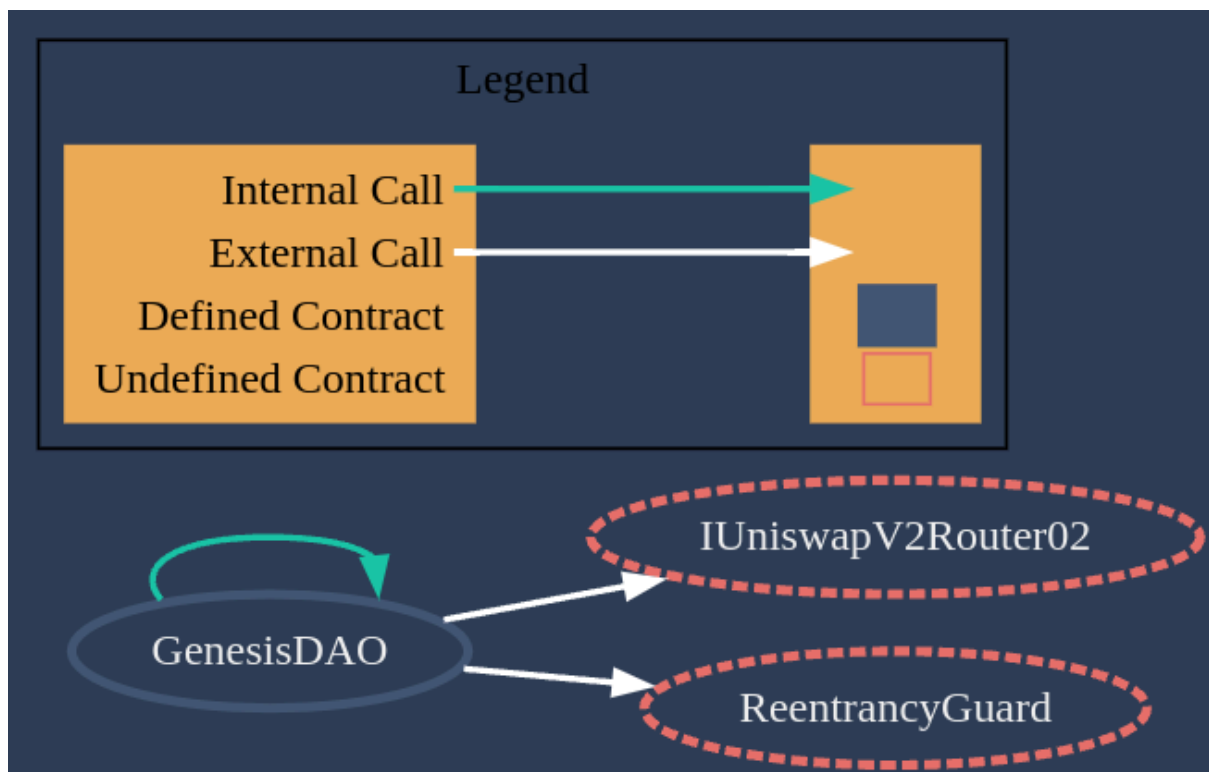 Legend
Internal Call
External Call
Defined Contract
Undefined Contract
IUniswapV2Router02
GenesisDAO
ReentrancyGuard